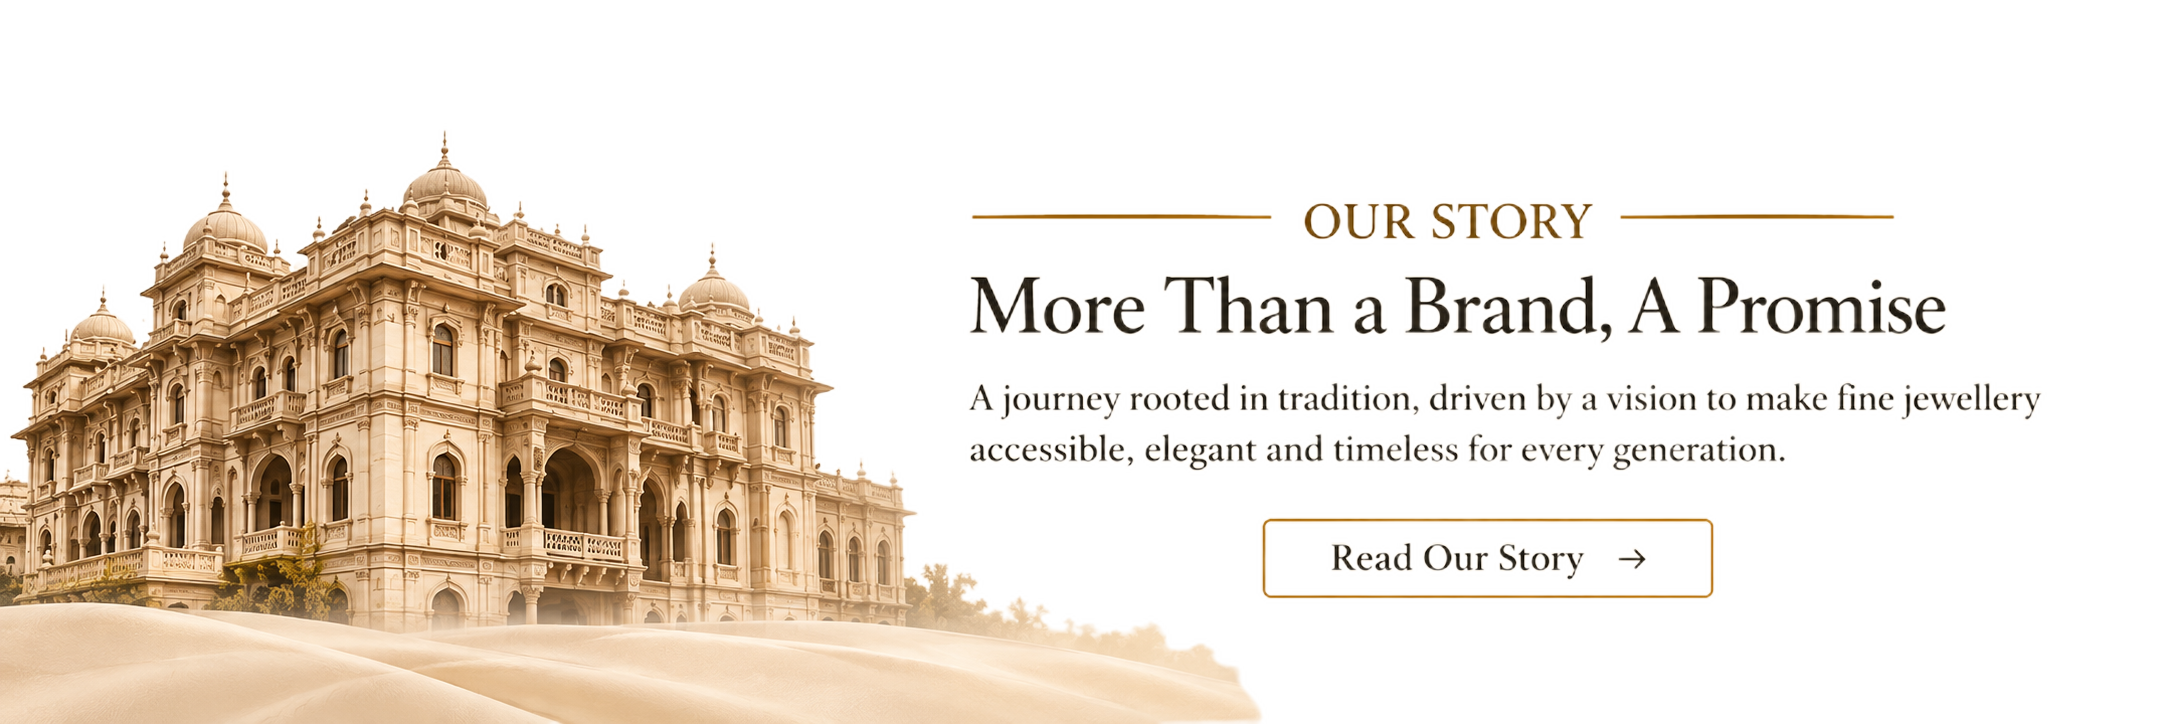 OUR STORY
More Than a Brand, A Promise
A journey rooted in tradition, driven by a vision to make fine jewellery
accessible, elegant and timeless for every generation.
Read Our Story →